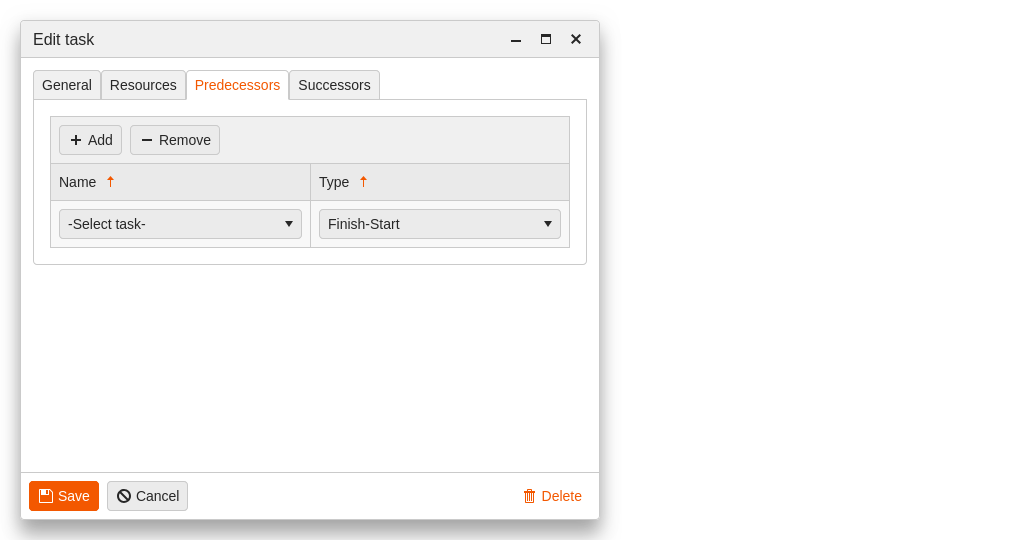 Edit task
General Resources Predecessors Successors
Add Remove
Name Type
-Select task- Finish-Start
Save Cancel Delete